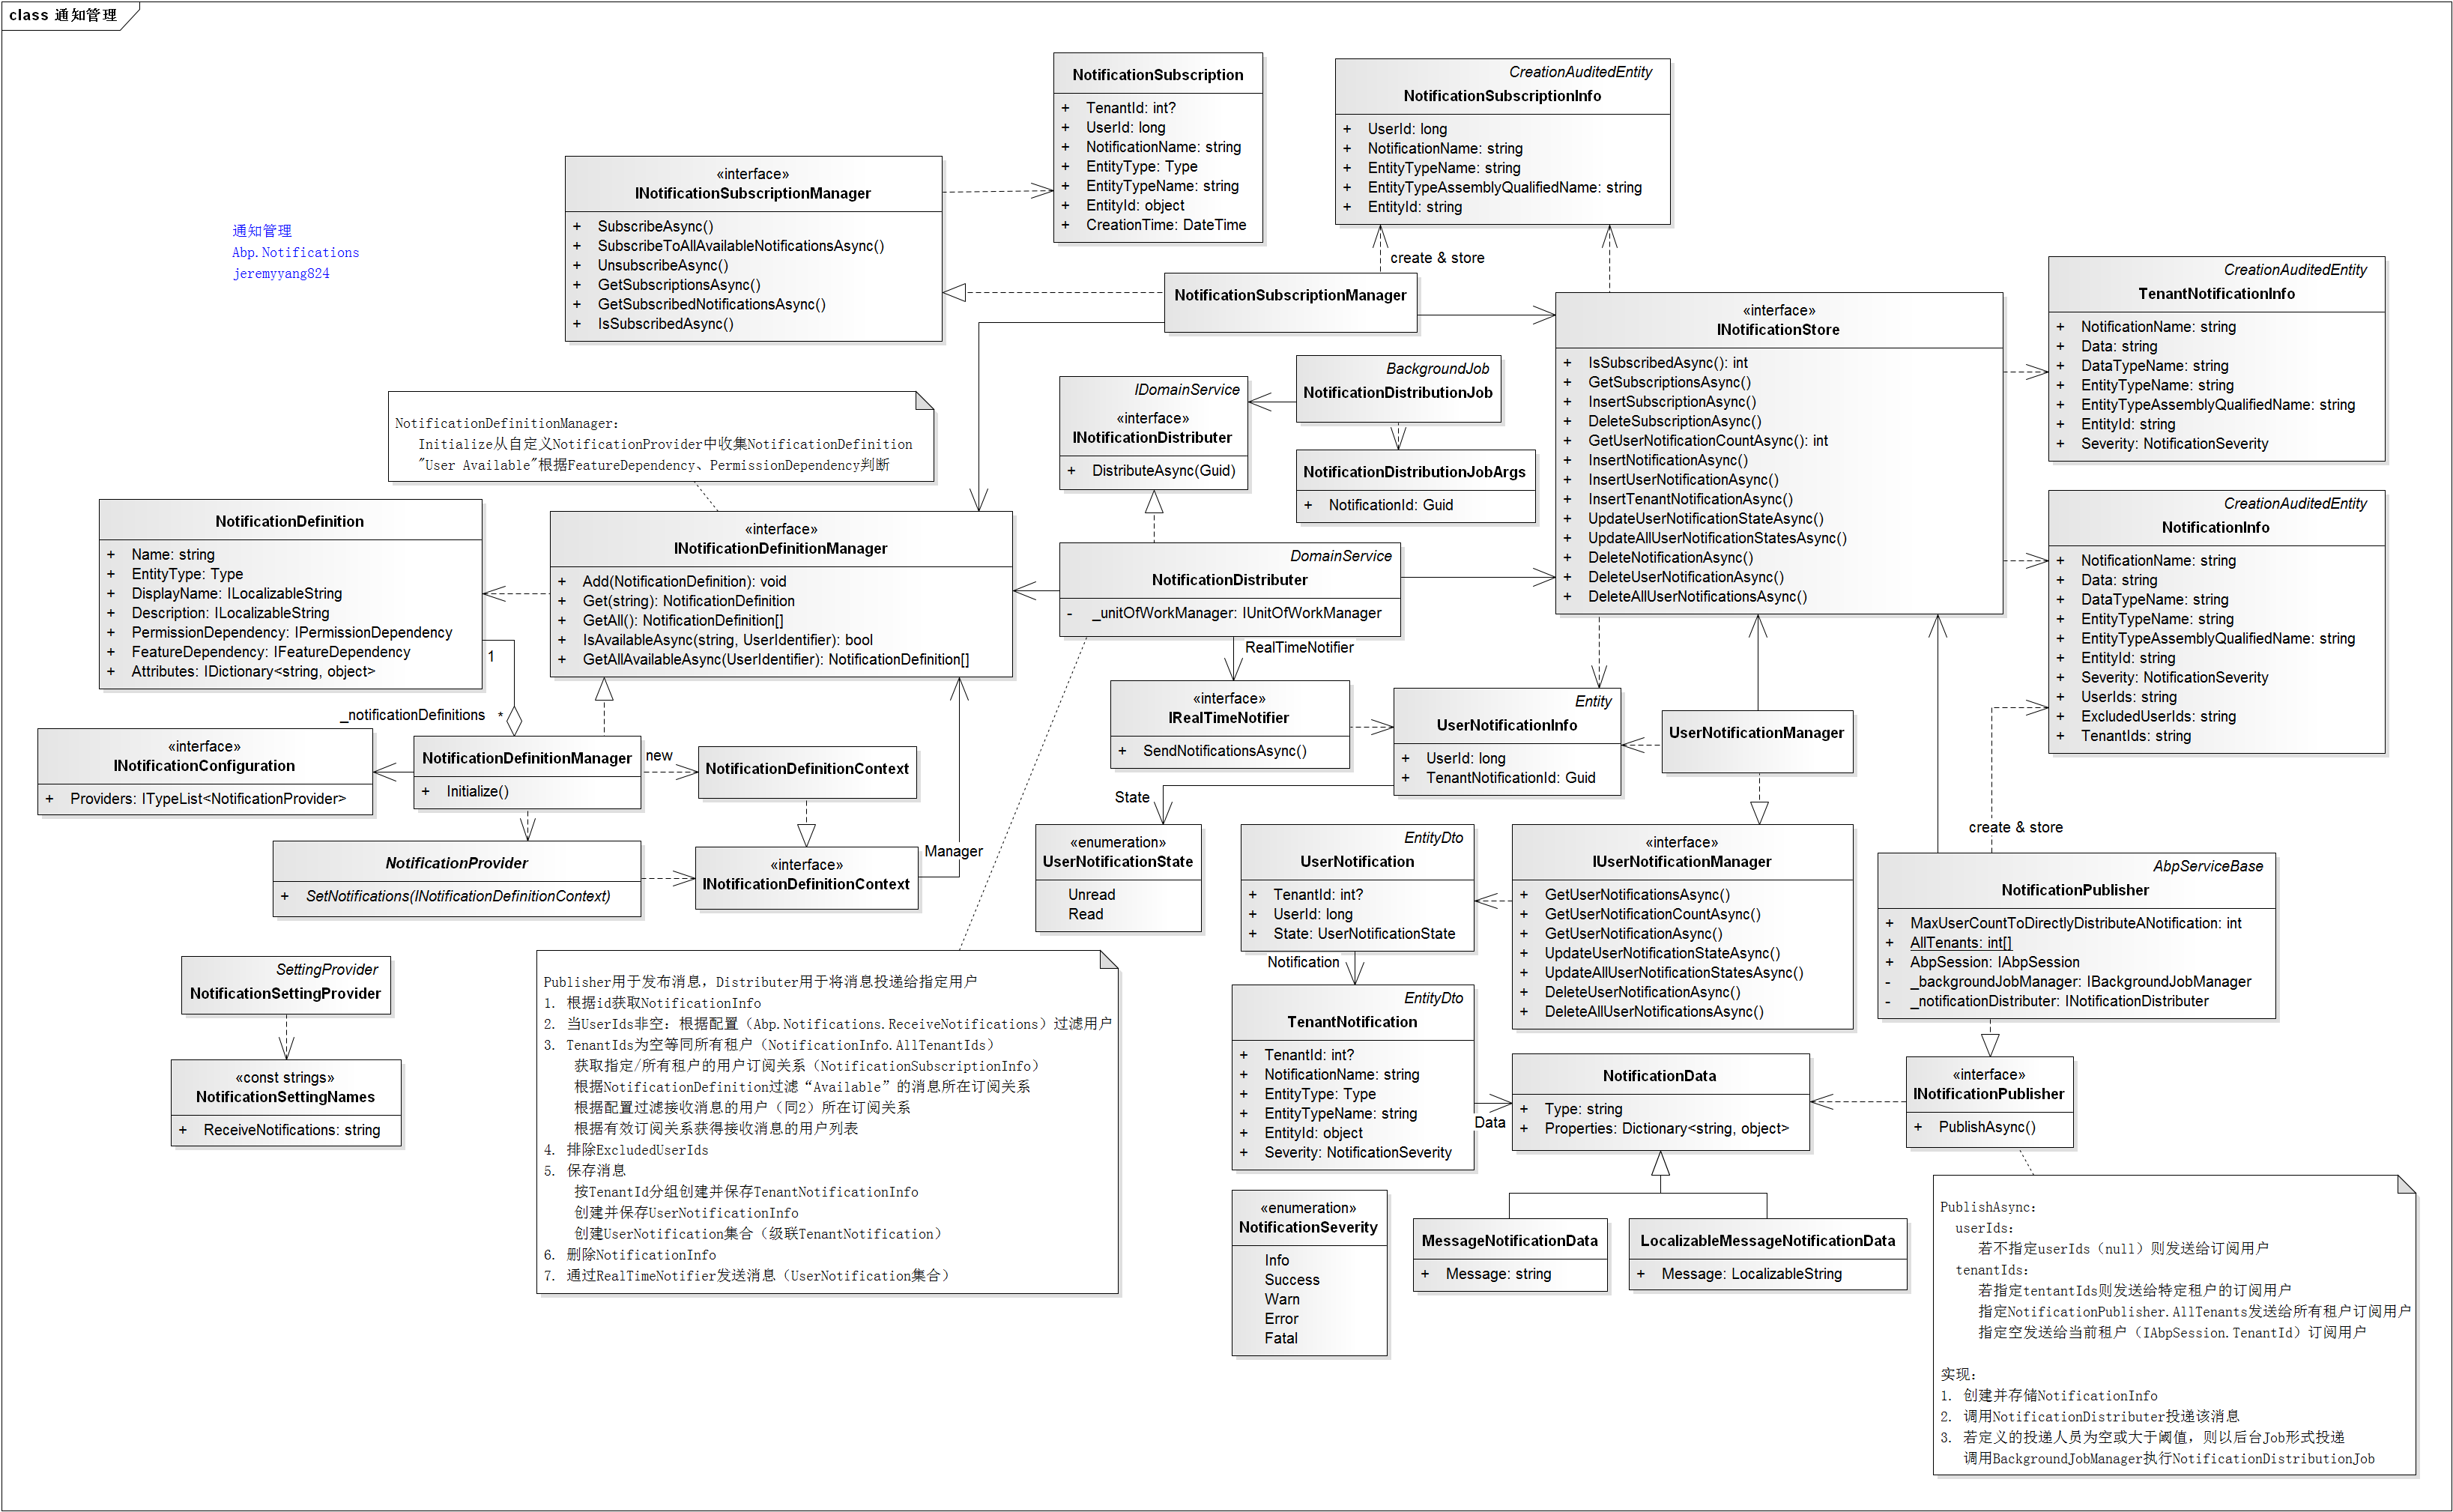 class 通知管理
通知管理
Abp.Notifications
jeremyyang824
NotificationSubscription
+ TenantId: int?
+ UserId: long
+ NotificationName: string
+ EntityType: Type
+ EntityTypeName: string
+ EntityId: object
+ CreationTime: DateTime
CreationAuditedEntity
NotificationSubscriptionInfo
+ UserId: long
+ NotificationName: string
+ EntityTypeName: string
+ EntityTypeAssemblyQualifiedName: string
+ EntityId: string
«interface»
INotificationSubscriptionManager
+ SubscribeAsync()
+ SubscribeToAllAvailableNotificationsAsync()
+ UnsubscribeAsync()
+ GetSubscriptionsAsync()
+ GetSubscribedNotificationsAsync()
+ IsSubscribedAsync()
create & store
NotificationSubscriptionManager
CreationAuditedEntity
TenantNotificationInfo
+ NotificationName: string
+ Data: string
+ DataTypeName: string
+ EntityTypeName: string
+ EntityTypeAssemblyQualifiedName: string
+ EntityId: string
+ Severity: NotificationSeverity
«interface»
INotificationStore
+ IsSubscribedAsync(): int
+ GetSubscriptionsAsync()
+ InsertSubscriptionAsync()
+ DeleteSubscriptionAsync()
+ GetUserNotificationCountAsync(): int
+ InsertNotificationAsync()
+ InsertUserNotificationAsync()
+ InsertTenantNotificationAsync()
+ UpdateUserNotificationStateAsync()
+ UpdateAllUserNotificationStatesAsync()
+ DeleteNotificationAsync()
+ DeleteUserNotificationAsync()
+ DeleteAllUserNotificationsAsync()
BackgroundJob
NotificationDistributionJob
IDomainService
«interface»
INotificationDistributer
+ DistributeAsync(Guid)
NotificationDistributionJobArgs
+ NotificationId: Guid
NotificationDefinitionManager:
Initialize从自定义NotificationProvider中收集NotificationDefinition
"User Available"根据FeatureDependency、PermissionDependency判断
NotificationDefinition
+ Name: string
+ EntityType: Type
+ DisplayName: ILocalizableString
+ Description: ILocalizableString
+ PermissionDependency: IPermissionDependency
+ FeatureDependency: IFeatureDependency
+ Attributes: IDictionary<string, object>
«interface»
INotificationDefinitionManager
+ Add(NotificationDefinition): void
+ Get(string): NotificationDefinition
+ GetAll(): NotificationDefinition[]
+ IsAvailableAsync(string, UserIdentifier): bool
+ GetAllAvailableAsync(UserIdentifier): NotificationDefinition[]
DomainService
NotificationDistributer
- _unitOfWorkManager: IUnitOfWorkManager
CreationAuditedEntity
NotificationInfo
+ NotificationName: string
+ Data: string
+ DataTypeName: string
+ EntityTypeName: string
+ EntityTypeAssemblyQualifiedName: string
+ EntityId: string
+ Severity: NotificationSeverity
+ UserIds: string
+ ExcludedUserIds: string
+ TenantIds: string
1
_notificationDefinitions *
RealTimeNotifier
«interface»
IRealTimeNotifier
+ SendNotificationsAsync()
Entity
UserNotificationInfo
+ UserId: long
+ TenantNotificationId: Guid
UserNotificationManager
«interface»
INotificationConfiguration
+ Providers: ITypeList<NotificationProvider>
NotificationDefinitionManager
+ Initialize()
new
NotificationDefinitionContext
State
create & store
NotificationProvider
+ SetNotifications(INotificationDefinitionContext)
«interface»
INotificationDefinitionContext
Manager
«enumeration»
UserNotificationState
Unread
Read
EntityDto
UserNotification
+ TenantId: int?
+ UserId: long
+ State: UserNotificationState
«interface»
IUserNotificationManager
+ GetUserNotificationsAsync()
+ GetUserNotificationCountAsync()
+ GetUserNotificationAsync()
+ UpdateUserNotificationStateAsync()
+ UpdateAllUserNotificationStatesAsync()
+ DeleteUserNotificationAsync()
+ DeleteAllUserNotificationsAsync()
AbpServiceBase
NotificationPublisher
+ MaxUserCountToDirectlyDistributeANotification: int
+ AllTenants: int[]
+ AbpSession: IAbpSession
- _backgroundJobManager: IBackgroundJobManager
- _notificationDistributer: INotificationDistributer
SettingProvider
NotificationSettingProvider
«const strings»
NotificationSettingNames
+ ReceiveNotifications: string
Publisher用于发布消息，Distributer用于将消息投递给指定用户
1. 根据id获取NotificationInfo
2. 当UserIds非空：根据配置（Abp.Notifications.ReceiveNotifications）过滤用户
3. TenantIds为空等同所有租户（NotificationInfo.AllTenantIds）
获取指定/所有租户的用户订阅关系（NotificationSubscriptionInfo）
根据NotificationDefinition过滤“Available”的消息所在订阅关系
根据配置过滤接收消息的用户（同2）所在订阅关系
根据有效订阅关系获得接收消息的用户列表
4. 排除ExcludedUserIds
5. 保存消息
按TenantId分组创建并保存TenantNotificationInfo
创建并保存UserNotificationInfo
创建UserNotification集合（级联TenantNotification）
6. 删除NotificationInfo
7. 通过RealTimeNotifier发送消息（UserNotification集合）
Notification
EntityDto
TenantNotification
+ TenantId: int?
+ NotificationName: string
+ EntityType: Type
+ EntityTypeName: string
+ EntityId: object
+ Severity: NotificationSeverity
Data
NotificationData
+ Type: string
+ Properties: Dictionary<string, object>
«interface»
INotificationPublisher
+ PublishAsync()
«enumeration»
NotificationSeverity
Info
Success
Warn
Error
Fatal
MessageNotificationData
+ Message: string
LocalizableMessageNotificationData
+ Message: LocalizableString
PublishAsync:
userIds:
若不指定userIds（null）则发送给订阅用户
tenantIds:
若指定tentantIds则发送给特定租户的订阅用户
指定NotificationPublisher.AllTenants发送给所有租户订阅用户
指定空发送给当前租户（IAbpSession.TenantId）订阅用户
实现:
1. 创建并存储NotificationInfo
2. 调用NotificationDistributer投递该消息
3. 若定义的投递人员为空或大于阈值，则以后台Job形式投递
调用BackgroundJobManager执行NotificationDistributionJob